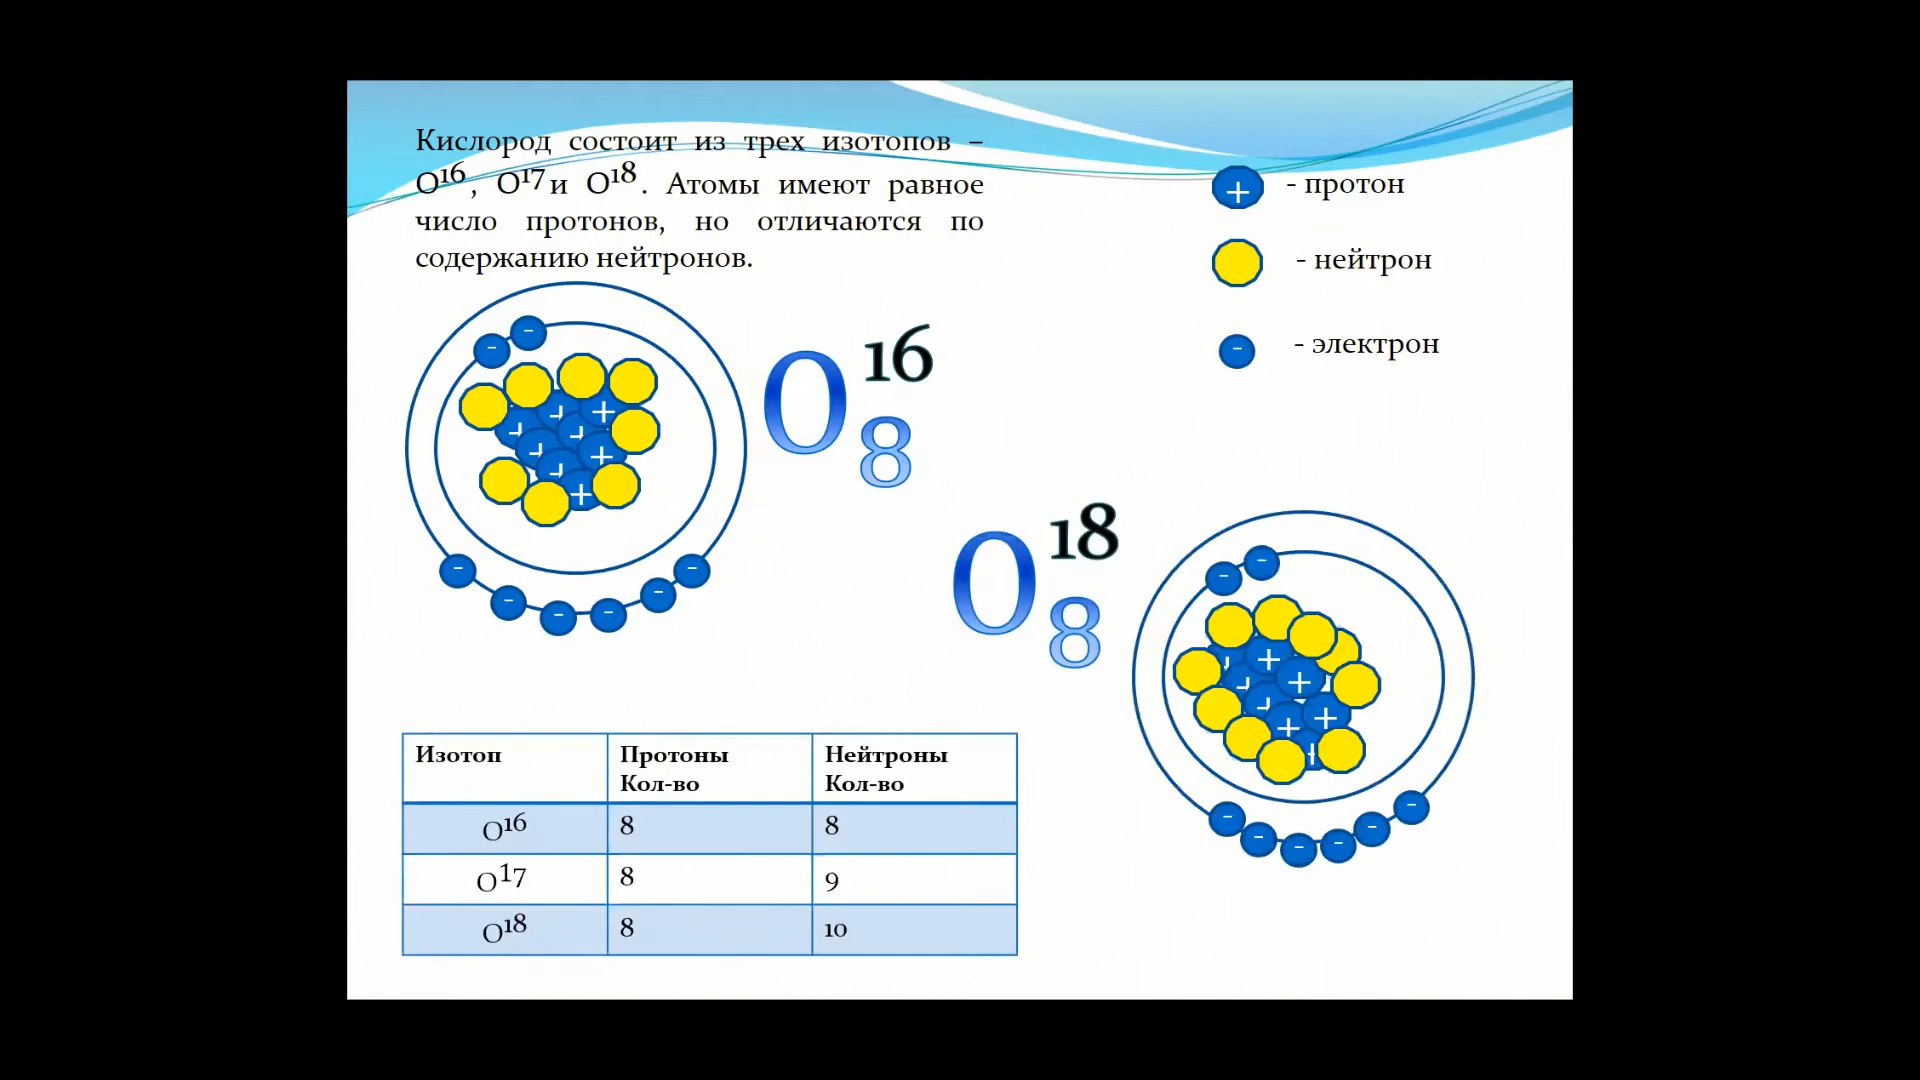 Кислород состоит из трех изотопов –
О¹⁶, О¹⁷ и О¹⁸. Атомы имеют равное
число протонов, но отличаются по
содержанию нейтронов.
+ - протон
- нейтрон
- - электрон
О 16 8
О 18 8
Изотоп Протоны Кол-во Нейтроны Кол-во
О¹⁶ 8 8
О¹⁷ 8 9
О¹⁸ 8 10